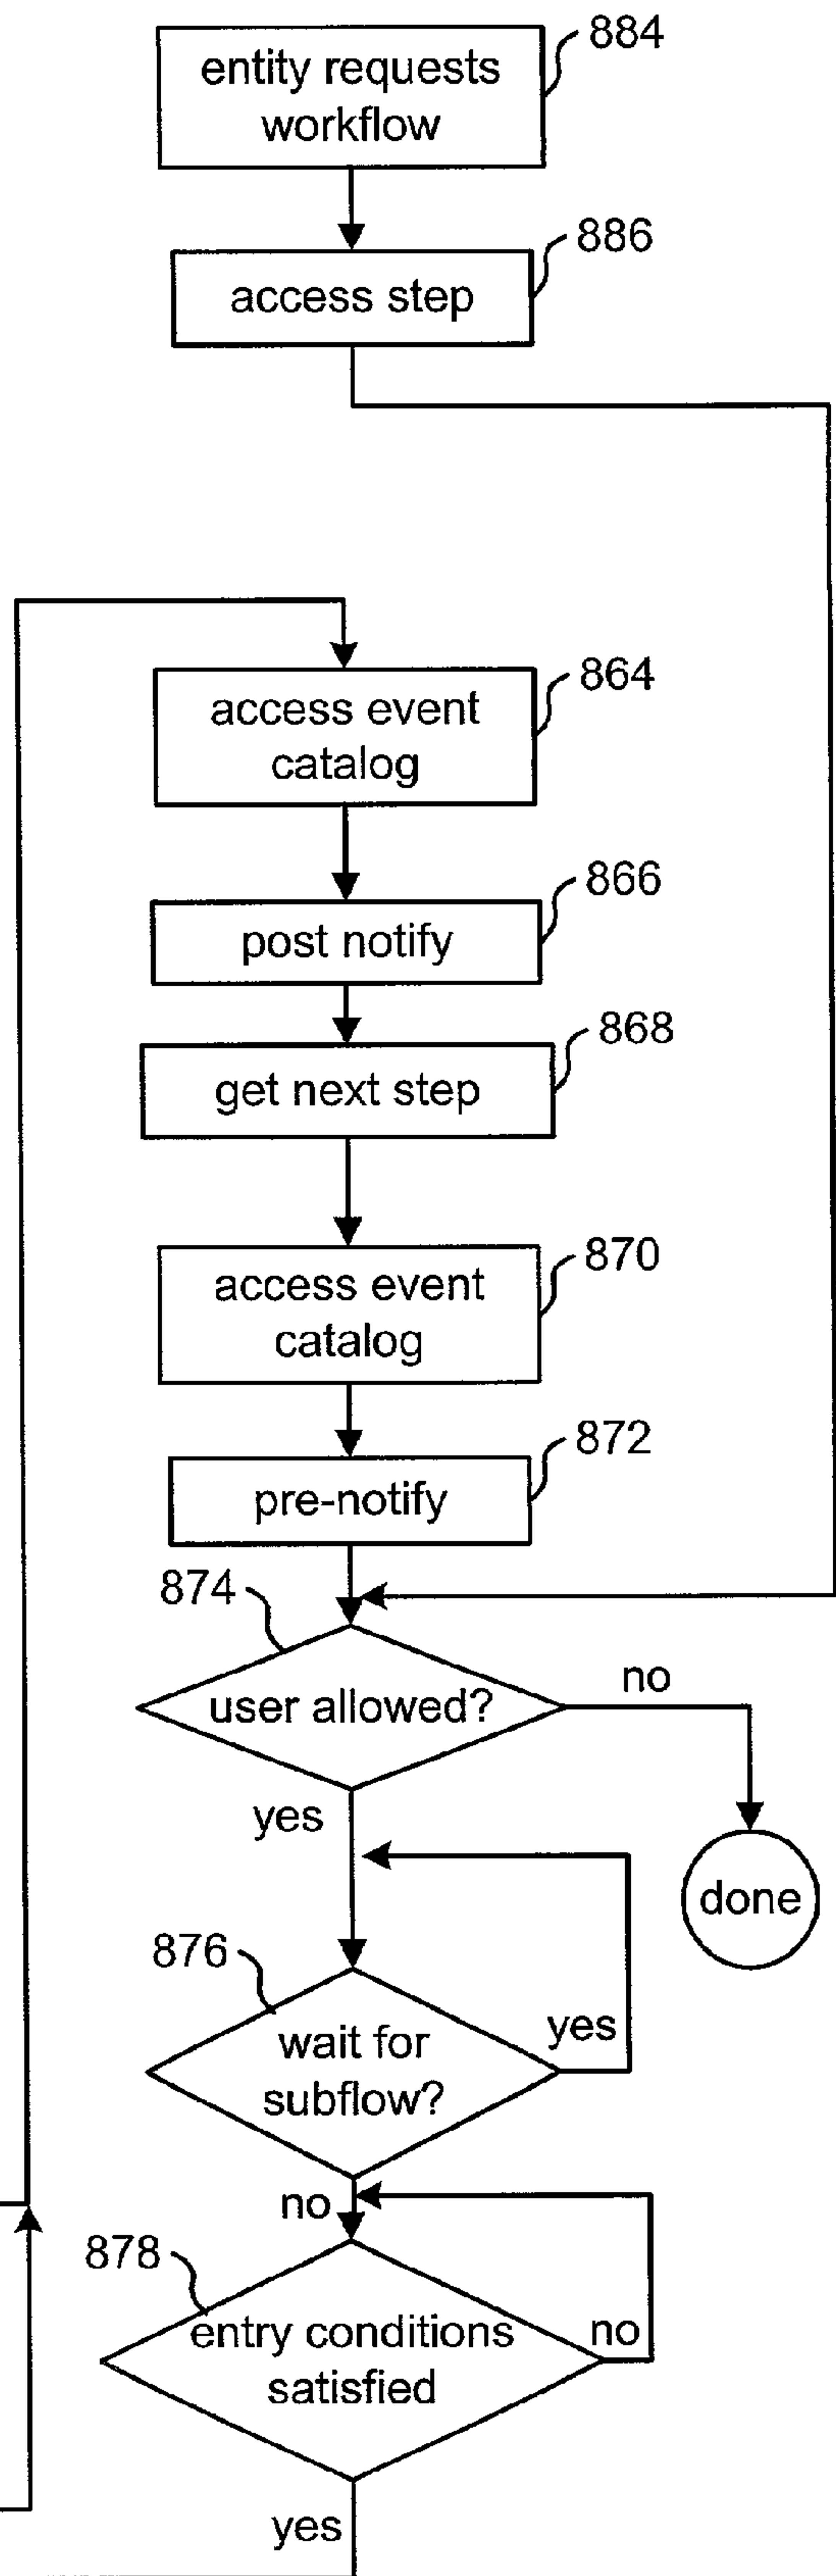 884
entity requests
workflow
886
access step
864
access event
catalog
866
post notify
868
get next step
870
access event
catalog
872
pre-notify
874
user allowed?
no
yes
done
876
wait for
subflow?
yes
no
878
entry conditions
satisfied
no
yes